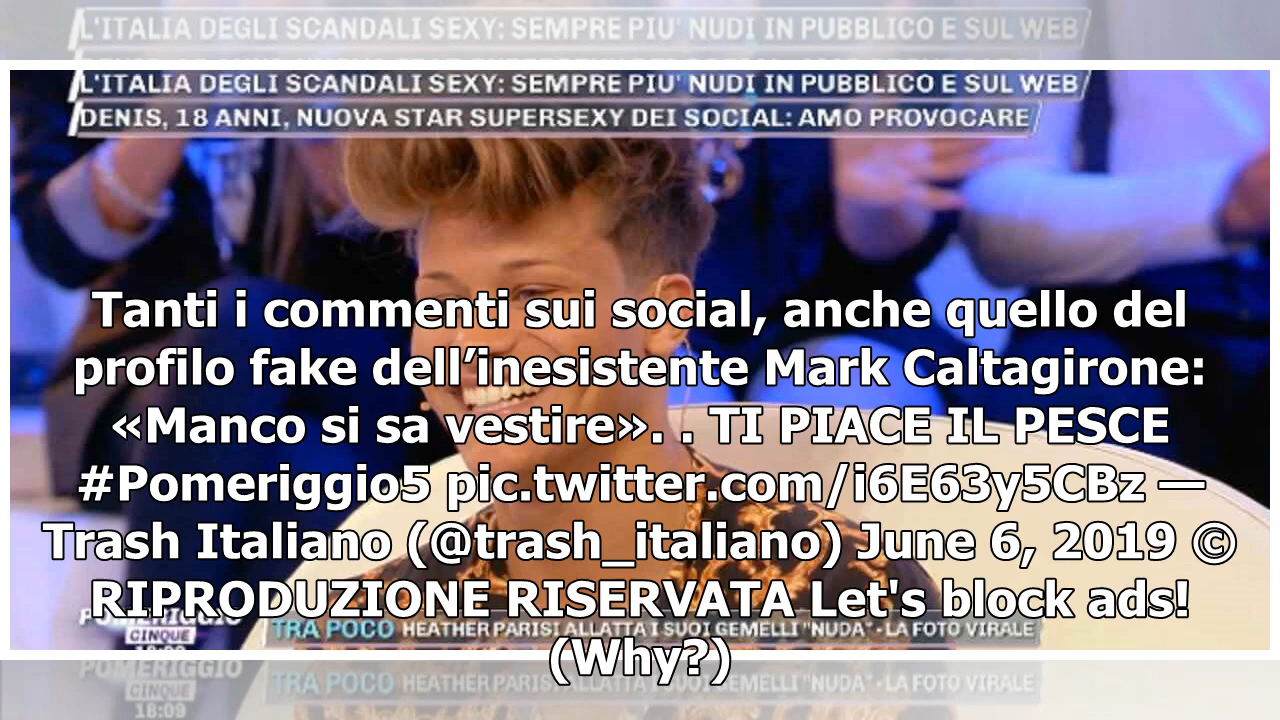 L'ITALIA DEGLI SCANDALI SEXY: SEMPRE PIU' NUDI IN PUBBLICO E SUL WEB
L'ITALIA DEGLI SCANDALI SEXY: SEMPRE PIU' NUDI IN PUBBLICO E SUL WEB
DENIS, 18 ANNI, NUOVA STAR SUPERSEXY DEI SOCIAL: AMO PROVOCARE
Tanti i commenti sui social, anche quello del
profilo fake dell’inesistente Mark Caltagirone:
«Manco si sa vestire». . TI PIACE IL PESCE
#Pomeriggio5 pic.twitter.com/i6E63y5CBz —
Trash Italiano (@trash_italiano) June 6, 2019 ©
RIPRODUZIONE RISERVATA Let's block ads!
(Why?)
POMERIGGIO
CINQUE
18:09
TRA POCO HEATHER PARISI ALLATTA I SUOI GEMELLI "NUDA" - LA FOTO VIRALE
POMERIGGIO
CINQUE
18:09
TRA POCO HEATHER PARISI ALLATTA I SUOI GEMELLI "NUDA" - LA FOTO VIRALE